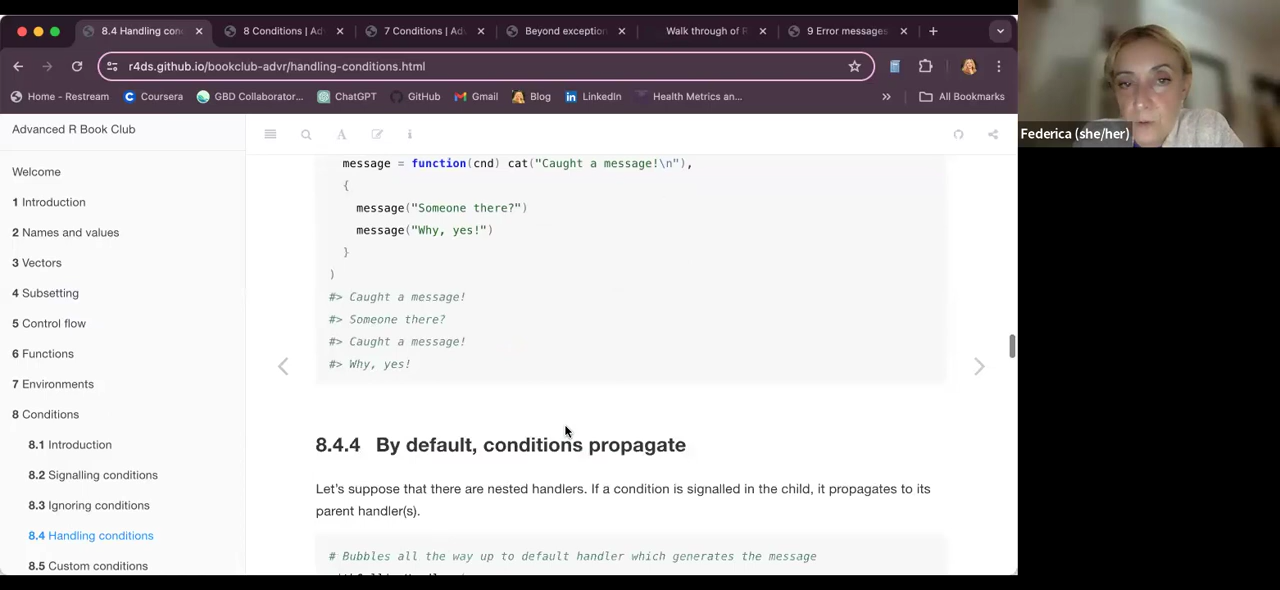 8.4 Handling con
8 Conditions | Adv
7 Conditions | Adv
Beyond exception
Walk through of R
9 Error messages
r4ds.github.io/bookclub-advr/handling-conditions.html
Home - Restream
Coursera
GBD Collaborator...
ChatGPT
GitHub
Gmail
Blog
LinkedIn
Health Metrics an...
»
All Bookmarks
Federica (she/her)
Advanced R Book Club
Welcome
1 Introduction
2 Names and values
3 Vectors
4 Subsetting
5 Control flow
6 Functions
7 Environments
8 Conditions
8.1 Introduction
8.2 Signalling conditions
8.3 Ignoring conditions
8.4 Handling conditions
8.5 Custom conditions
message = function(cnd) cat("Caught a message!\n"),
{
message("Someone there?")
message("Why, yes!")
}
)
#> Caught a message!
#> Someone there?
#> Caught a message!
#> Why, yes!
8.4.4 By default, conditions propagate
Let's suppose that there are nested handlers. If a condition is signalled in the child, it propagates to its
parent handler(s).
# Bubbles all the way up to default handler which generates the message